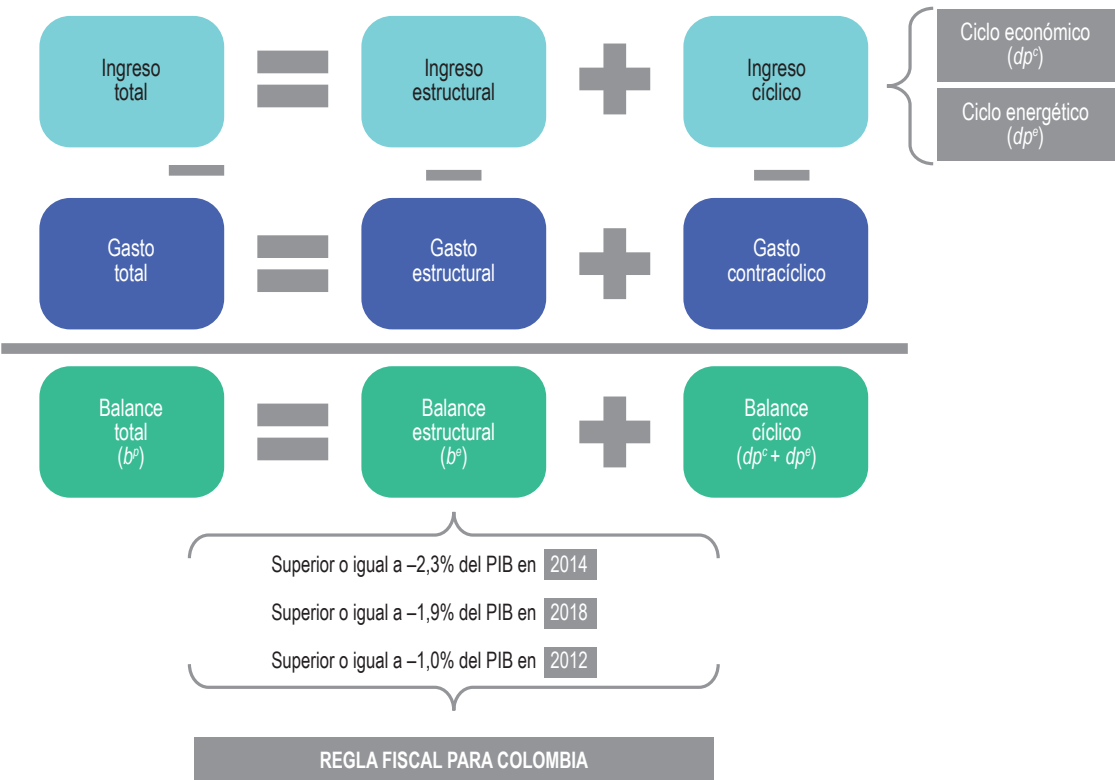 Ingreso
total
Ingreso
estructural
Ingreso
cíclico
Ciclo económico
(dpᶜ)
Ciclo energético
(dpᵉ)
Gasto
total
Gasto
estructural
Gasto
contracíclico
Balance
total
(bᵖ)
Balance
estructural
(bᵉ)
Balance
cíclico
(dpᶜ + dpᵉ)
Superior o igual a –2,3% del PIB en 2014
Superior o igual a –1,9% del PIB en 2018
Superior o igual a –1,0% del PIB en 2012
REGLA FISCAL PARA COLOMBIA